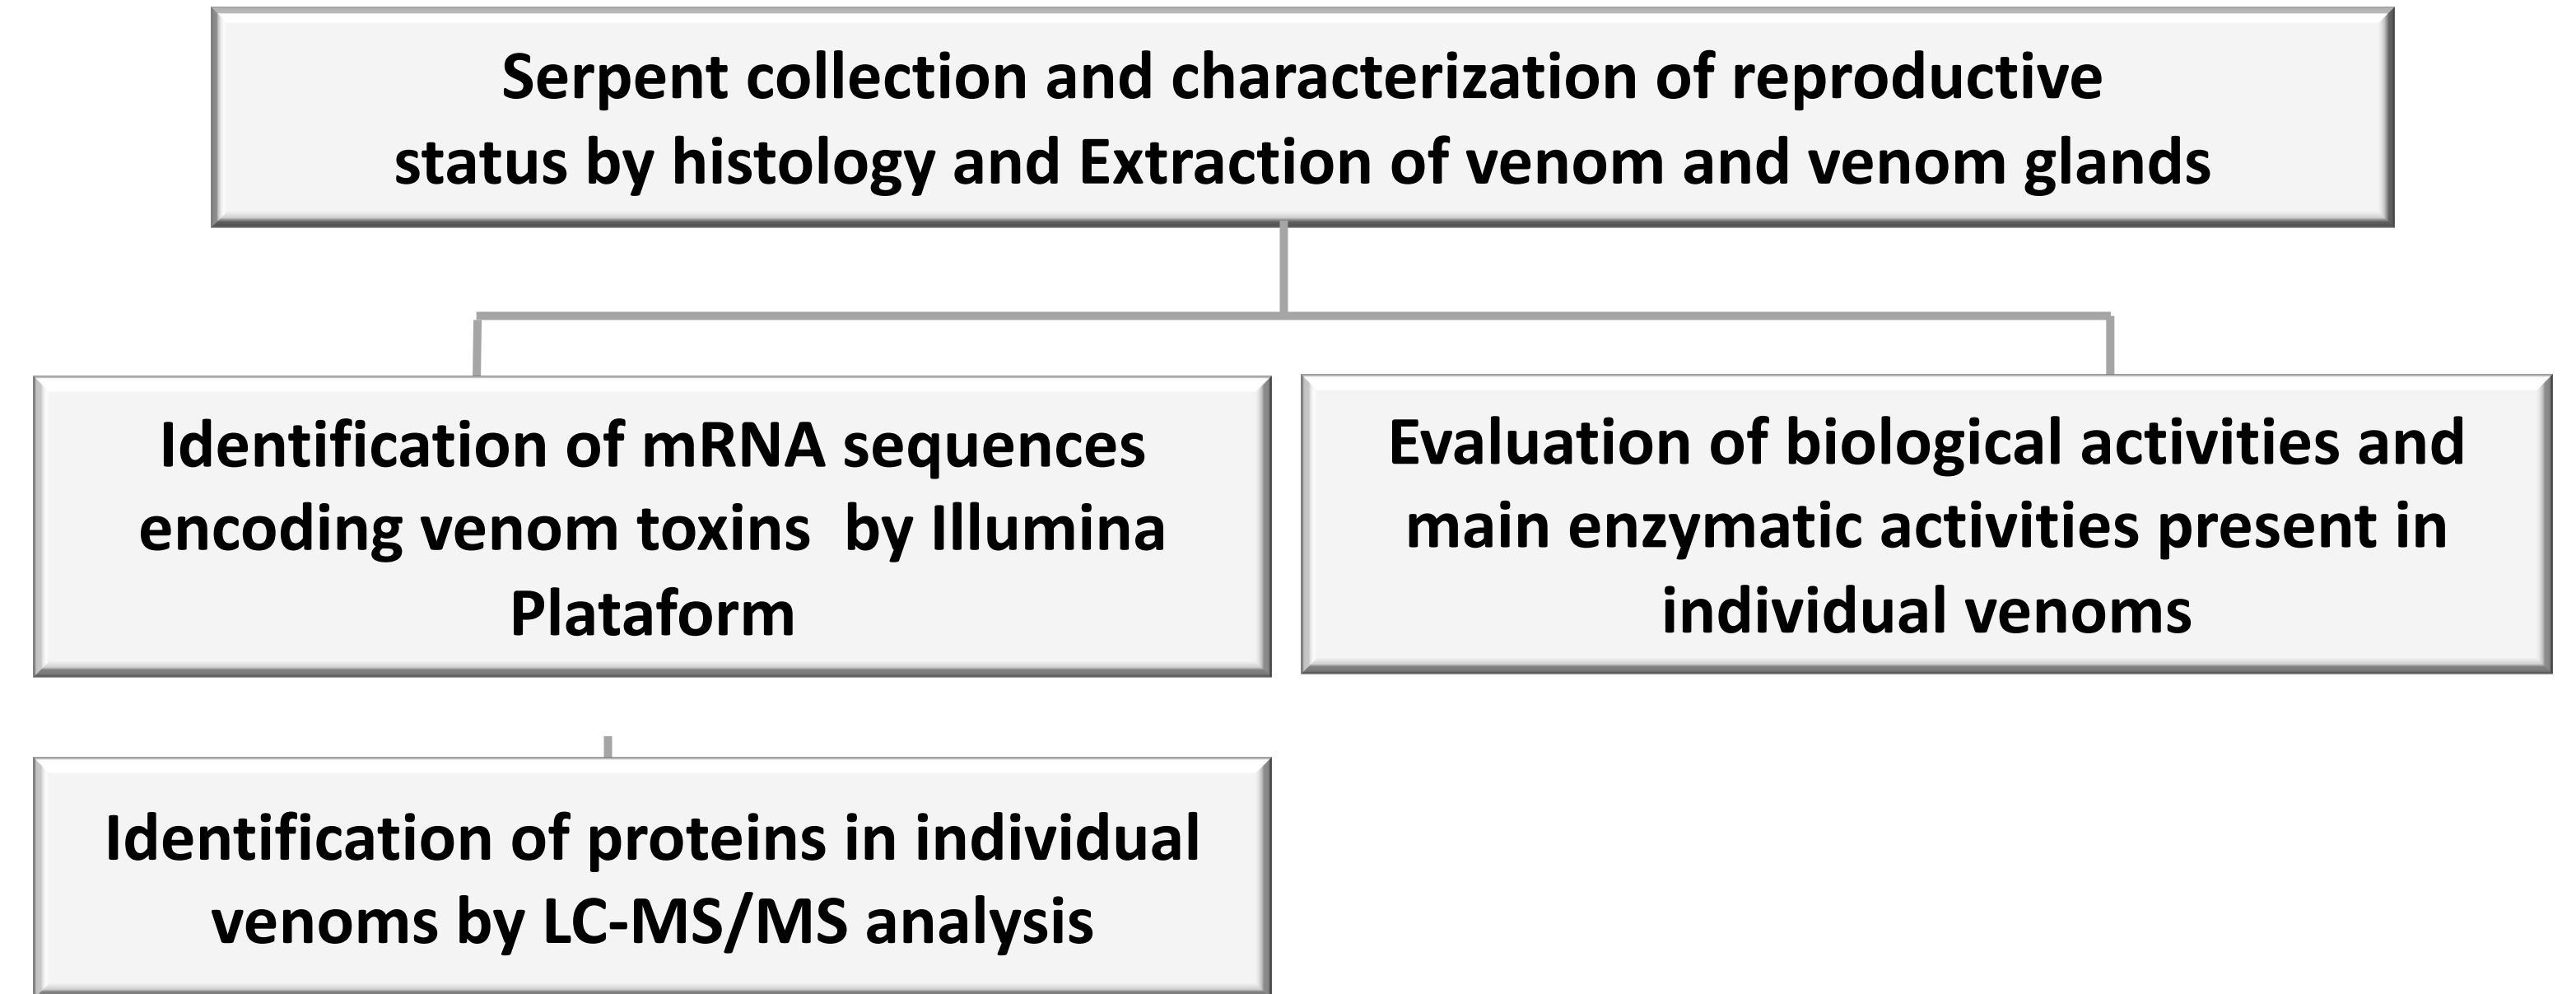 Serpent collection and characterization of reproductive
status by histology and Extraction of venom and venom glands
Identification of mRNA sequences
encoding venom toxins  by Illumina
Plataform
Evaluation of biological activities and
main enzymatic activities present in
individual venoms
Identification of proteins in individual
venoms by LC-MS/MS analysis